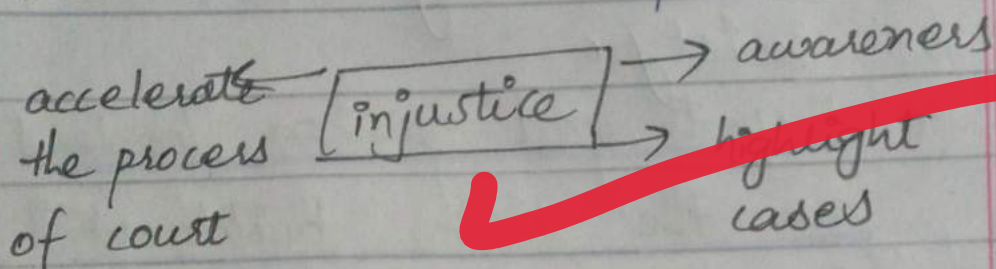 accelerate
the process
of court
injustice
awareness
highlight
cases